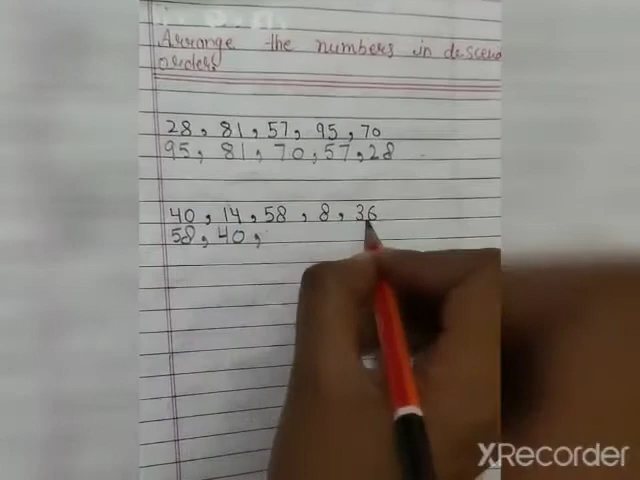 Arrange the numbers in descend
orders
28, 81, 57, 95, 70
95, 81, 70, 57, 28
40, 14, 58, 8, 36
58, 40,
XRecorder